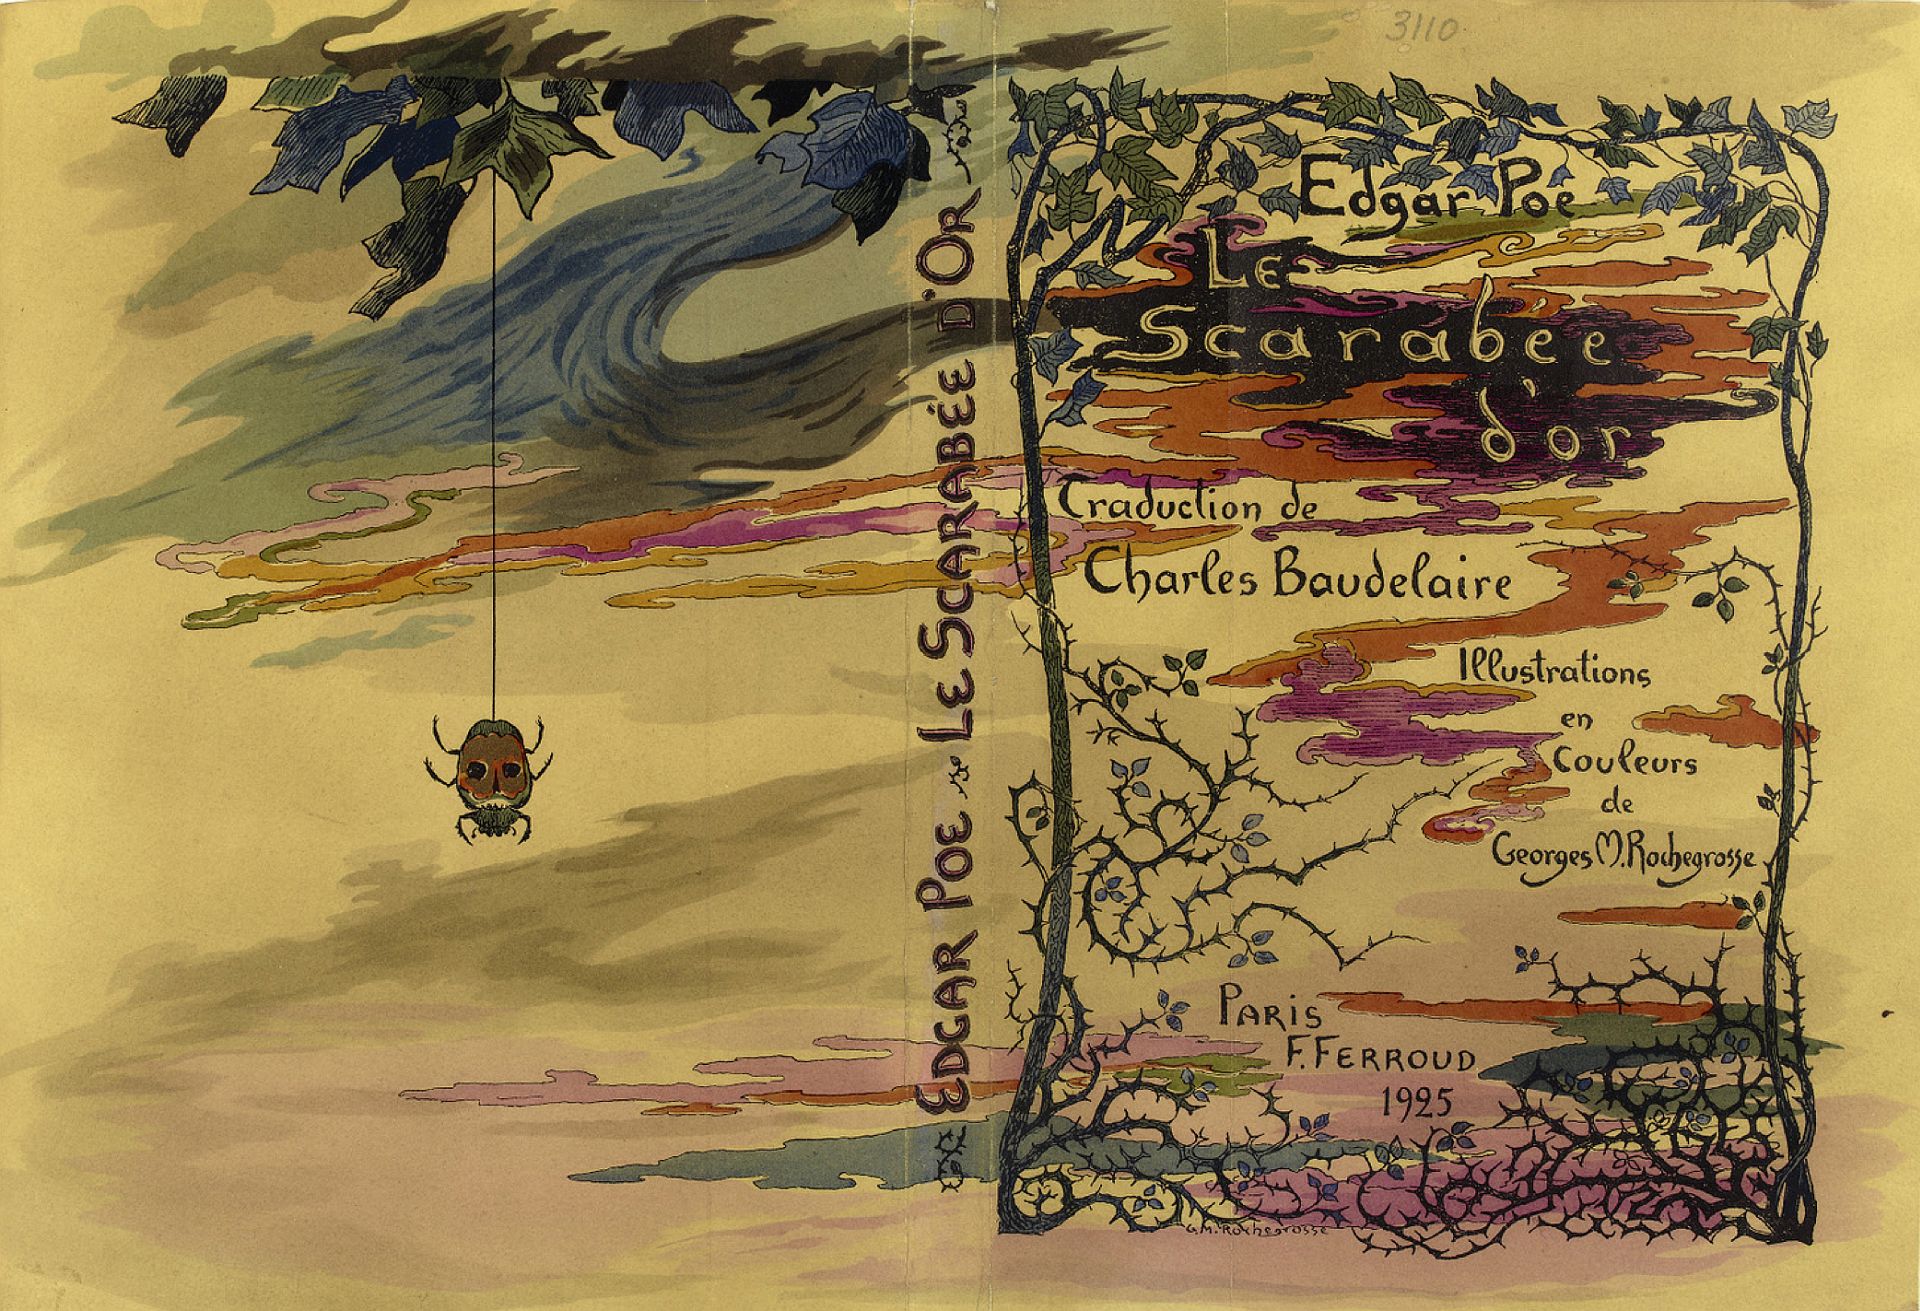 3110
EDGAR POE LE SCARABÉE D'OR
Edgar Poë
Le
Scarabée
d'or
Traduction de
Charles Baudelaire
Illustrations
en
Couleurs
de
Georges M. Rochegrosse
PARIS
F. FERROUD
1925
G.M. Rochegrosse